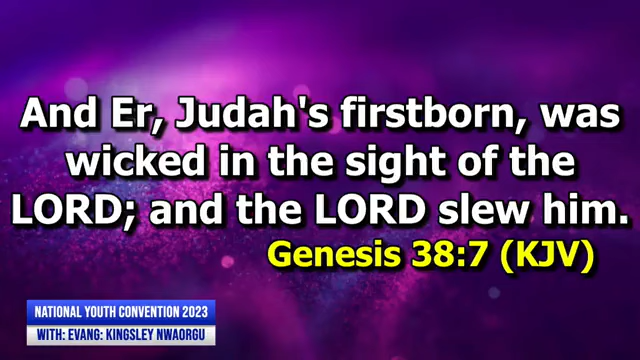 And Er, Judah's firstborn, was
wicked in the sight of the
LORD; and the LORD slew him.
Genesis 38:7 (KJV)
NATIONAL YOUTH CONVENTION 2023
WITH: EVANG: KINGSLEY NWAORGU